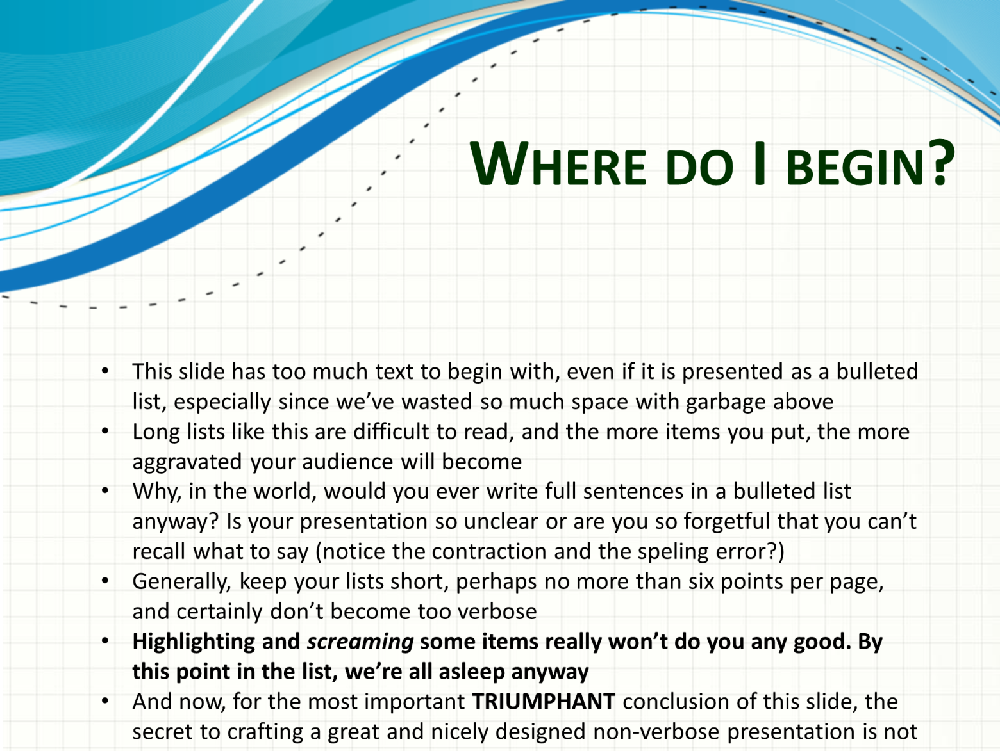 Where do I begin?
• This slide has too much text to begin with, even if it is presented as a bulleted
list, especially since we’ve wasted so much space with garbage above
• Long lists like this are difficult to read, and the more items you put, the more
aggravated your audience will become
• Why, in the world, would you ever write full sentences in a bulleted list
anyway? Is your presentation so unclear or are you so forgetful that you can’t
recall what to say (notice the contraction and the speling error?)
• Generally, keep your lists short, perhaps no more than six points per page,
and certainly don’t become too verbose
• Highlighting and screaming some items really won’t do you any good. By
this point in the list, we’re all asleep anyway
• And now, for the most important TRIUMPHANT conclusion of this slide, the
secret to crafting a great and nicely designed non-verbose presentation is not